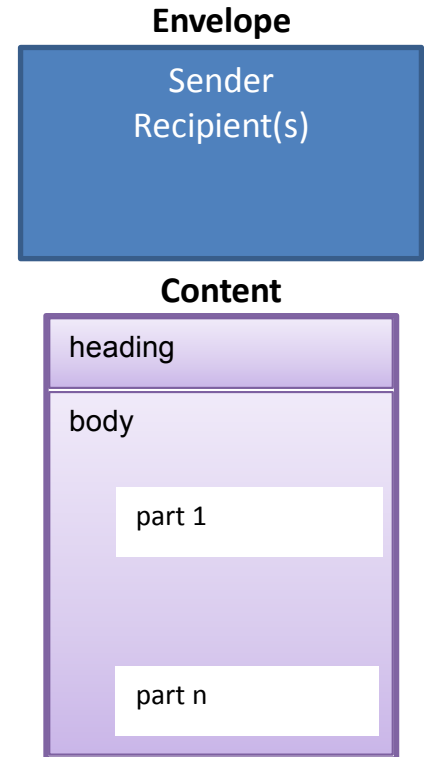 Envelope
Sender
Recipient(s)
Content
heading
body
part 1
part n